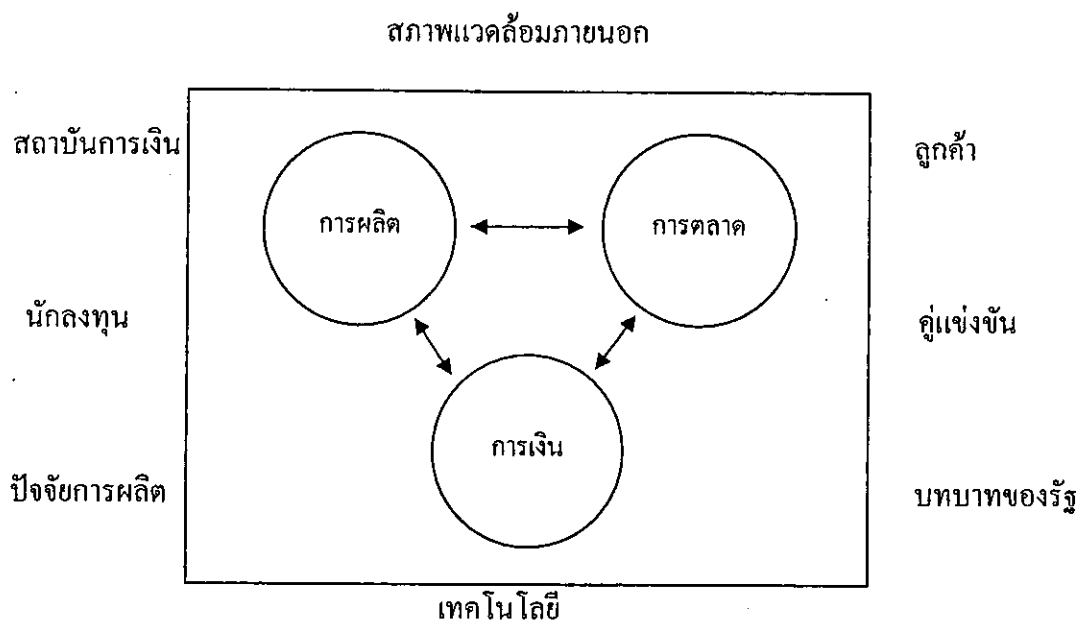 สภาพแวดล้อมภายนอก
สถาบันการเงิน
ลูกค้า
การผลิต
การตลาด
นักลงทุน
คู่แข่งขัน
การเงิน
ปัจจัยการผลิต
บทบาทของรัฐ
เทคโนโลยี